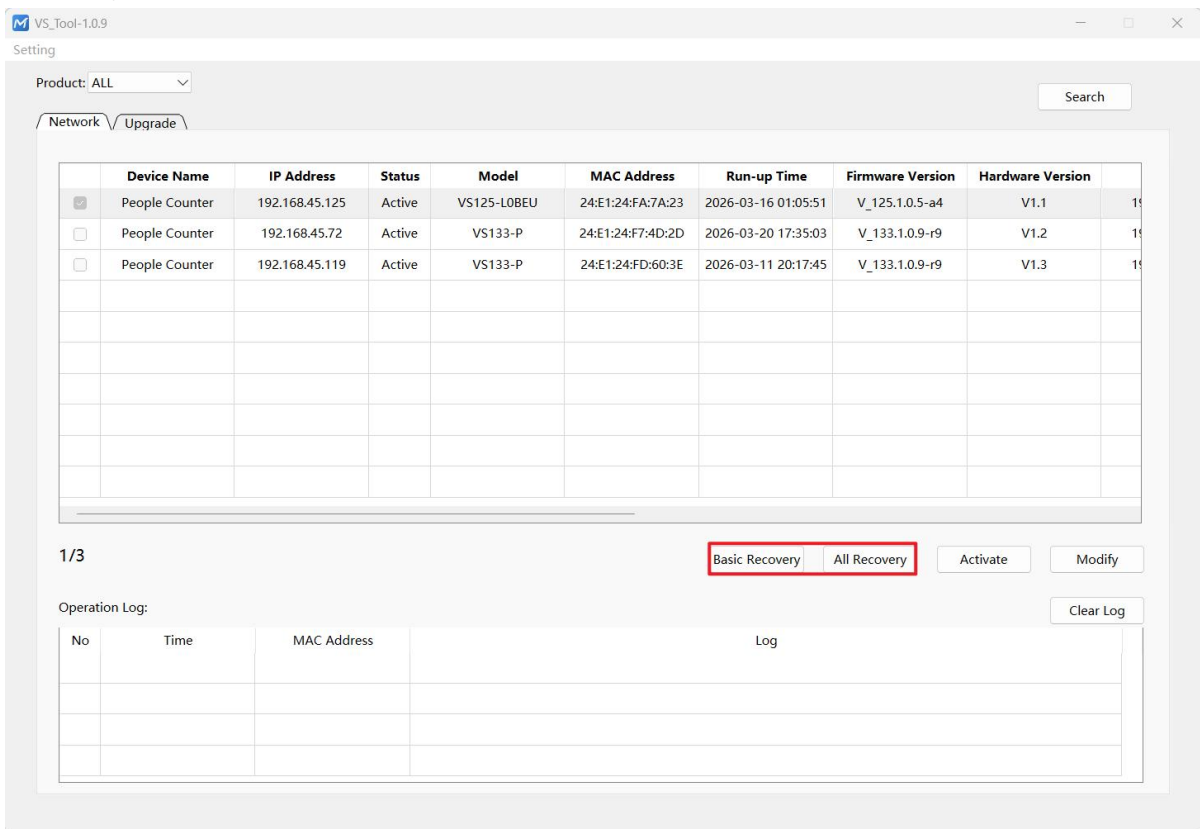 VS_Tool-1.0.9
Setting
Product: ALL
Search
Network Upgrade
Device Name IP Address Status Model MAC Address Run-up Time Firmware Version Hardware Version
People Counter 192.168.45.125 Active VS125-L0BEU 24:E1:24:FA:7A:23 2026-03-16 01:05:51 V_125.1.0.5-a4 V1.1
People Counter 192.168.45.72 Active VS133-P 24:E1:24:F7:4D:2D 2026-03-20 17:35:03 V_133.1.0.9-r9 V1.2
People Counter 192.168.45.119 Active VS133-P 24:E1:24:FD:60:3E 2026-03-11 20:17:45 V_133.1.0.9-r9 V1.3
1/3 Basic Recovery All Recovery Activate Modify
Operation Log: Clear Log
No Time MAC Address Log